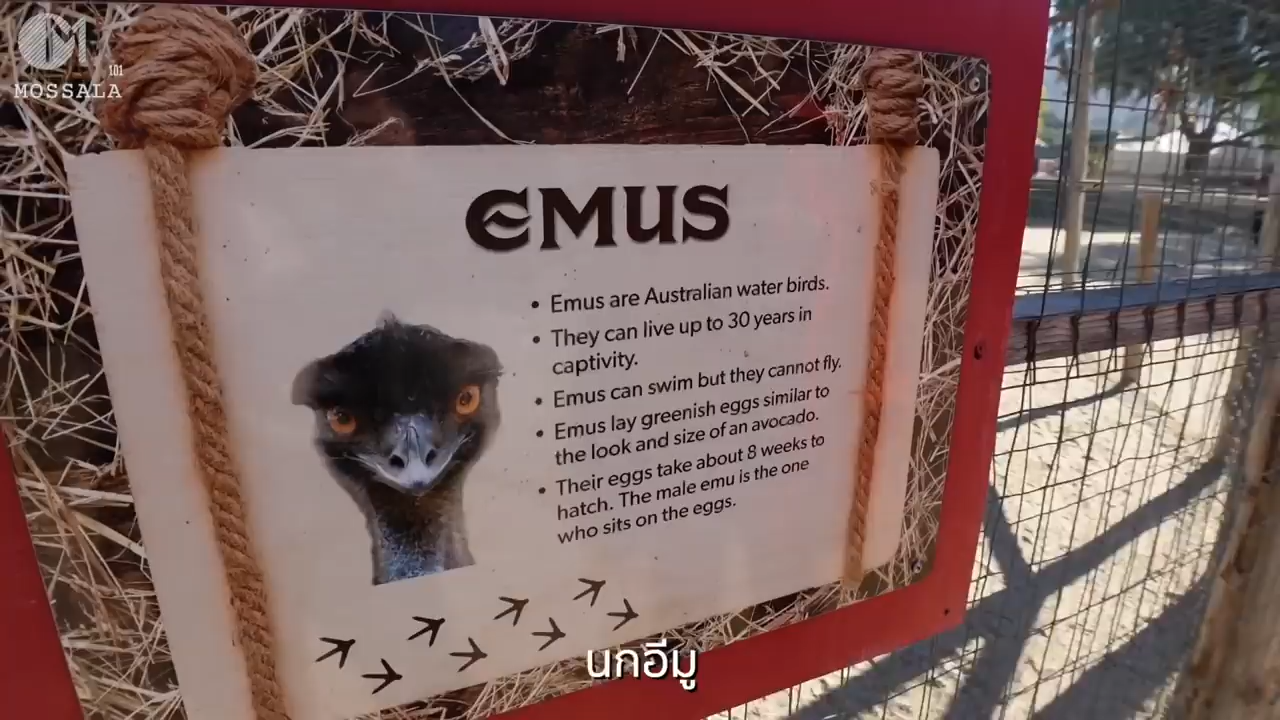 M
101
MOSSALA
EMUS
• Emus are Australian water birds.
• They can live up to 30 years in
captivity.
• Emus can swim but they cannot fly.
• Emus lay greenish eggs similar to
the look and size of an avocado.
• Their eggs take about 8 weeks to
hatch. The male emu is the one
who sits on the eggs.
นกอีมู